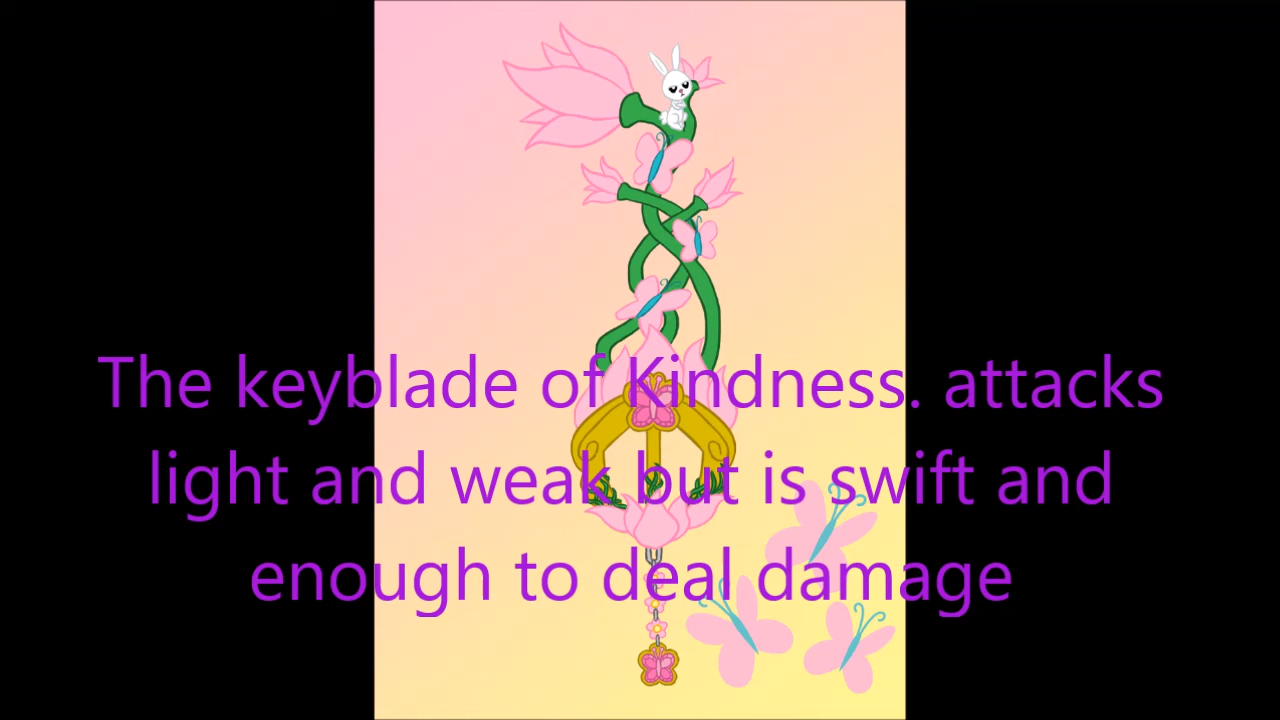 The keyblade of Kindness. attacks
light and weak but is swift and
enough to deal damage